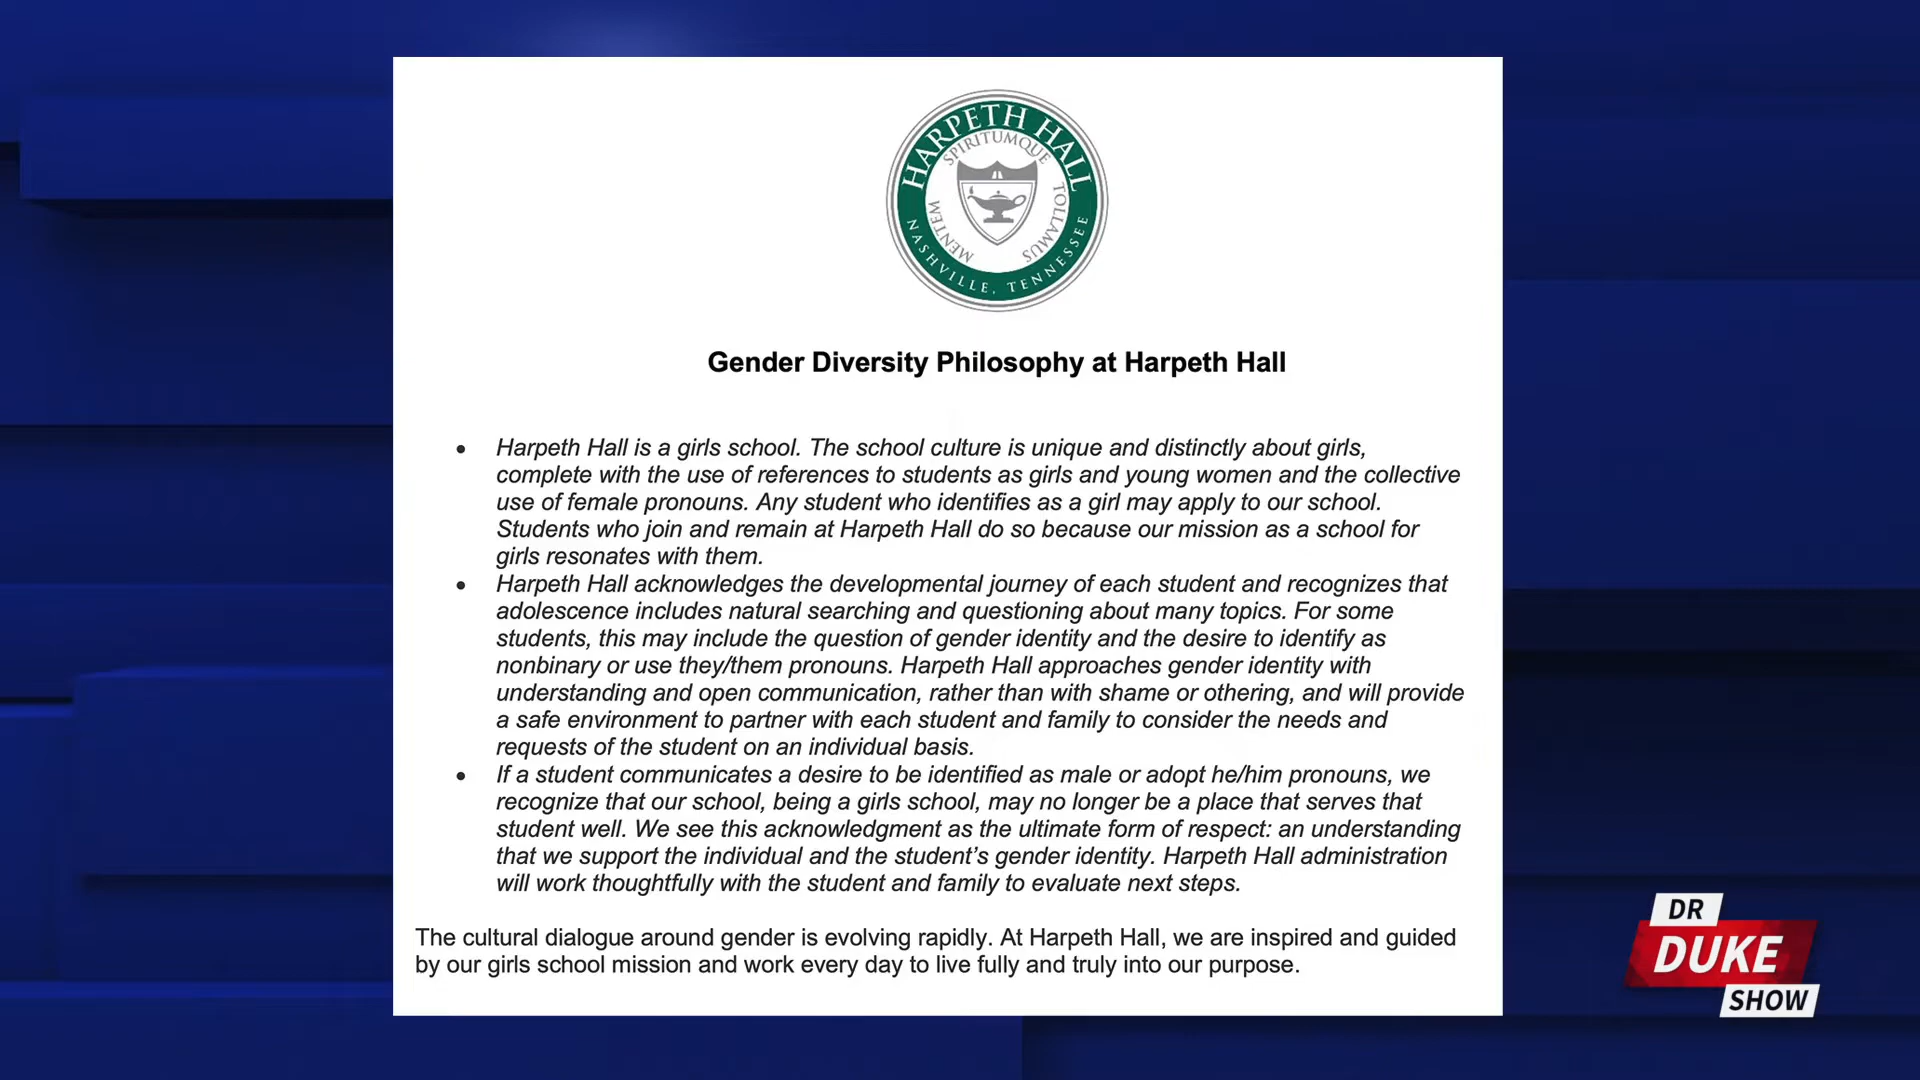 HARPETH HALL
SPIRITUMQUE
MENTEM
TOLLAMUS
NASHVILLE, TENNESSEE
Gender Diversity Philosophy at Harpeth Hall
• Harpeth Hall is a girls school. The school culture is unique and distinctly about girls,
complete with the use of references to students as girls and young women and the collective
use of female pronouns. Any student who identifies as a girl may apply to our school.
Students who join and remain at Harpeth Hall do so because our mission as a school for
girls resonates with them.
• Harpeth Hall acknowledges the developmental journey of each student and recognizes that
adolescence includes natural searching and questioning about many topics. For some
students, this may include the question of gender identity and the desire to identify as
nonbinary or use they/them pronouns. Harpeth Hall approaches gender identity with
understanding and open communication, rather than with shame or othering, and will provide
a safe environment to partner with each student and family to consider the needs and
requests of the student on an individual basis.
• If a student communicates a desire to be identified as male or adopt he/him pronouns, we
recognize that our school, being a girls school, may no longer be a place that serves that
student well. We see this acknowledgment as the ultimate form of respect: an understanding
that we support the individual and the student's gender identity. Harpeth Hall administration
will work thoughtfully with the student and family to evaluate next steps.
The cultural dialogue around gender is evolving rapidly. At Harpeth Hall, we are inspired and guided
by our girls school mission and work every day to live fully and truly into our purpose.
DR
DUKE
SHOW